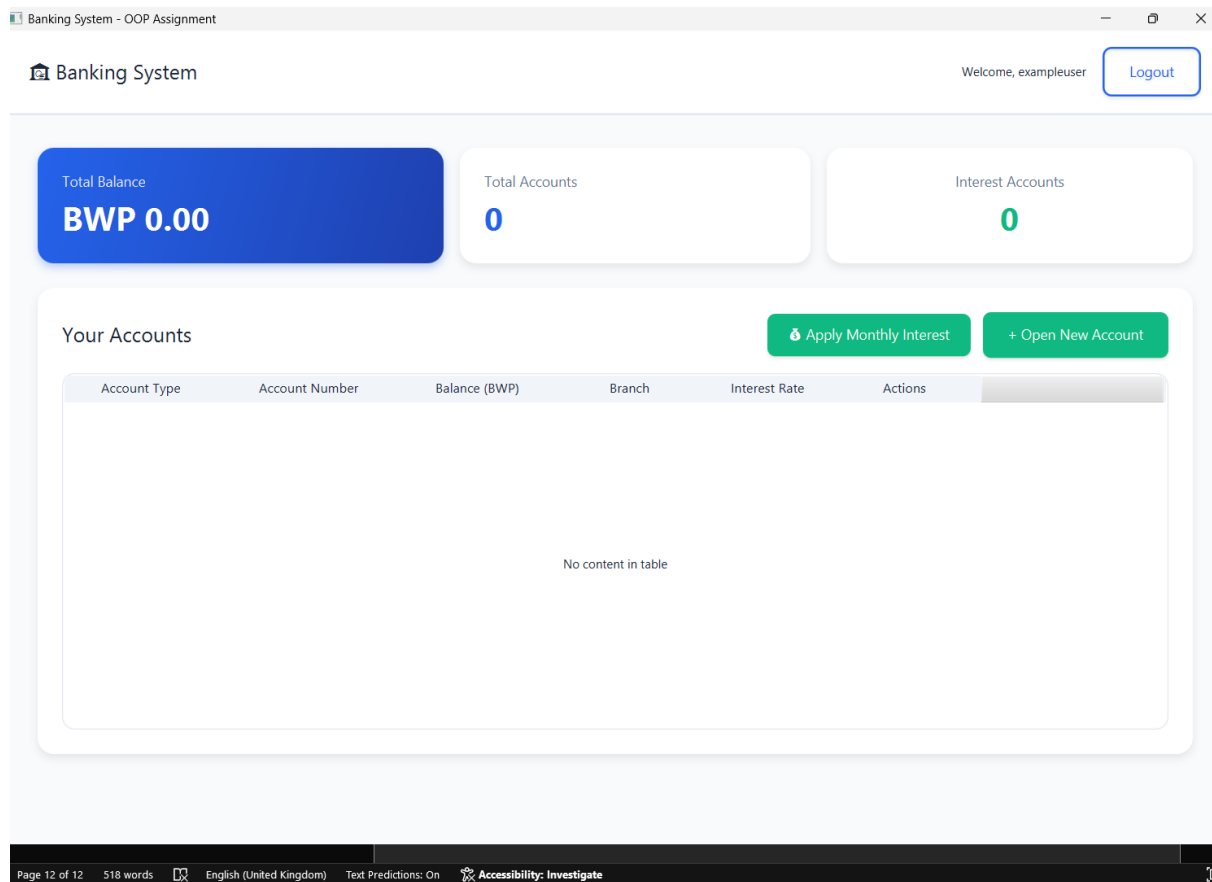 Banking System - OOP Assignment
Banking System
Welcome, exampleuser
Logout
Total Balance
BWP 0.00
Total Accounts
0
Interest Accounts
0
Your Accounts
Apply Monthly Interest
+ Open New Account
Account Type Account Number Balance (BWP) Branch Interest Rate Actions
No content in table
Page 12 of 12 518 words English (United Kingdom) Text Predictions: On Accessibility: Investigate